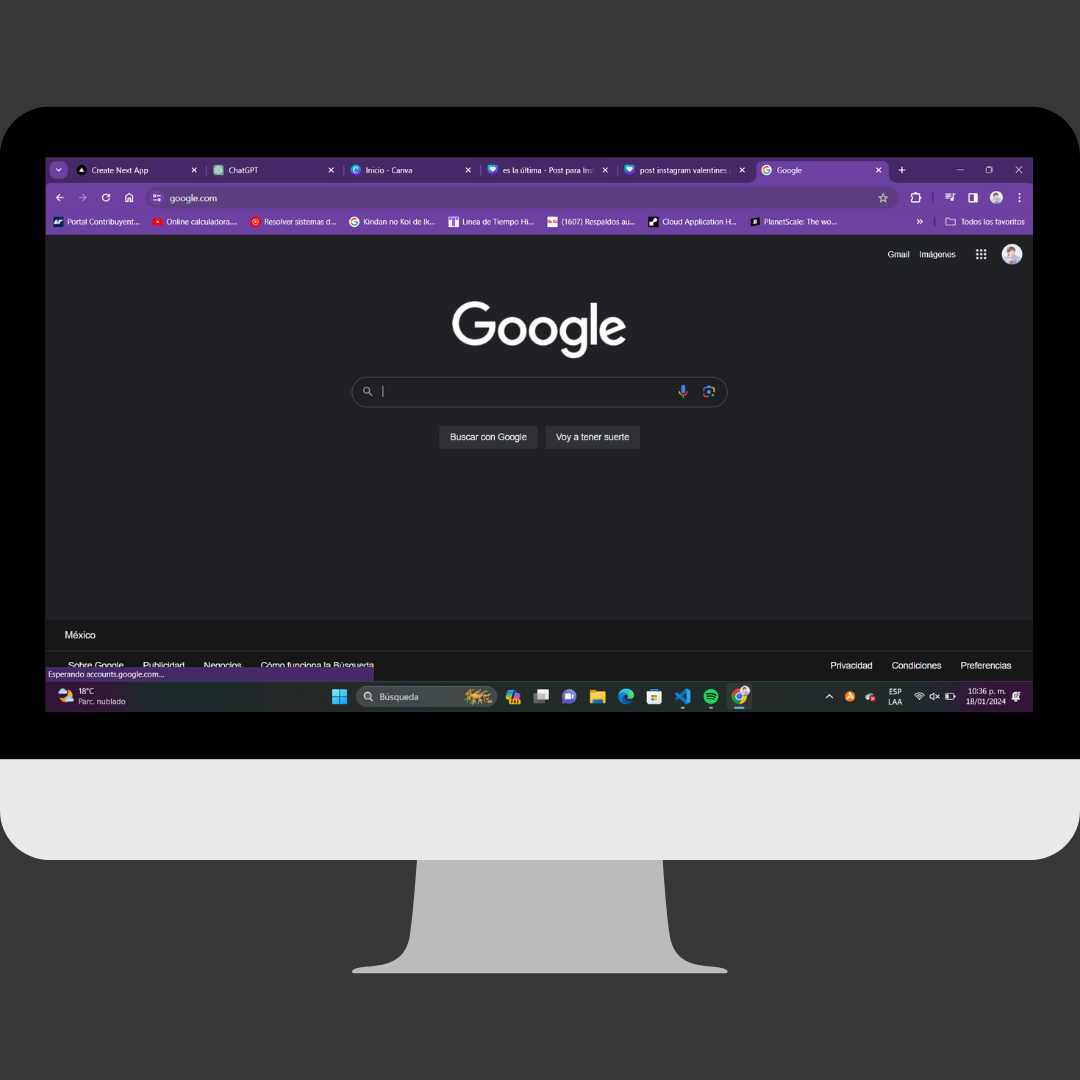 Create Next App
ChatGPT
Inicio - Canva
es la última - Post para Ins
post instagram valentines
Google
google.com
Portal Contribuyent...
Online calculadora....
Resolver sistemas d...
Kindan no Koi de Ik...
Linea de Tiempo Hi...
(1607) Respaldos au...
Cloud Application H...
PlanetScale: The wo...
»
Todos los favoritos
Gmail Imágenes
Google
Buscar con Google Voy a tener suerte
México
Sobre Google Publicidad Negocios Cómo funciona la Búsqueda
Privacidad Condiciones Preferencias
Esperando accounts.google.com...
18°C
Parc. nublado
Búsqueda
ESP
LAA
10:36 p. m.
18/01/2024